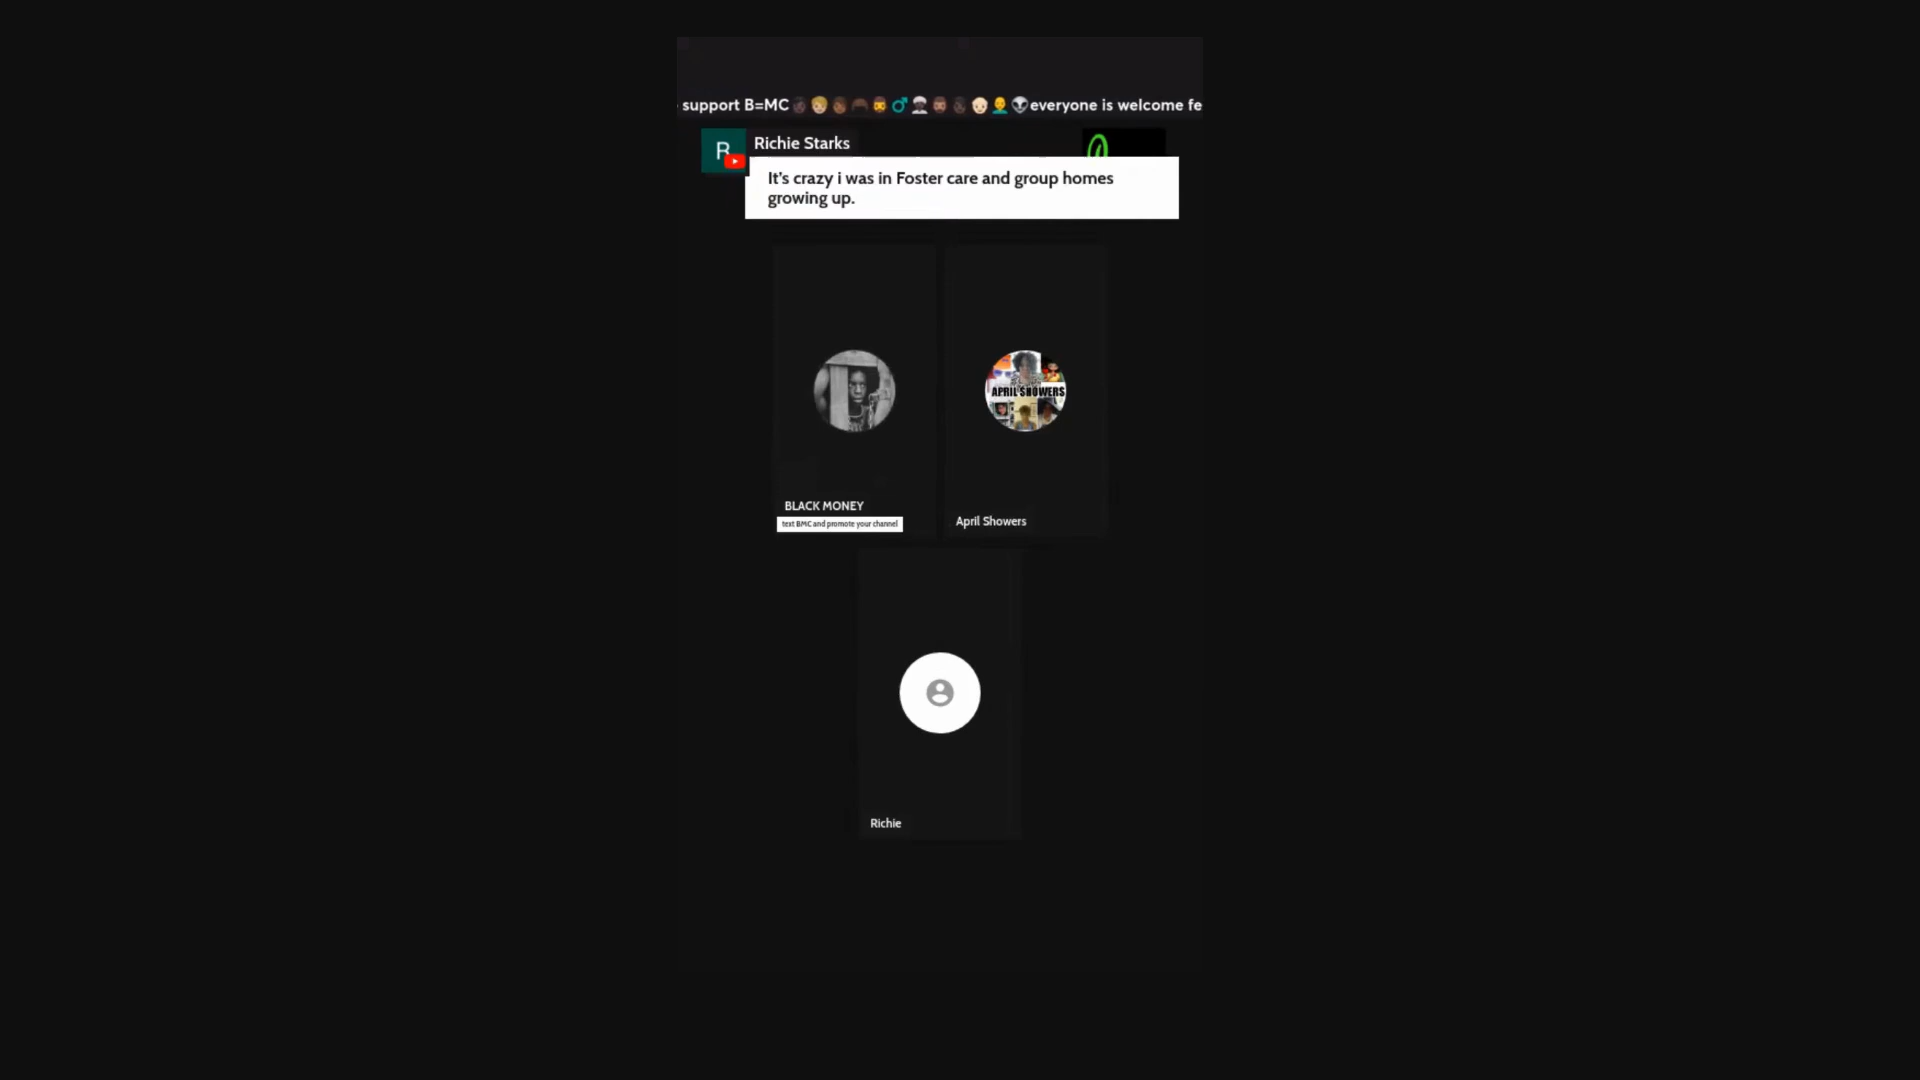 support B=MC👨🏿👨🏼👨🏾👨🏿🧔♂👨🏿‍🍳🧔🏾👨🏿👴🏻🤦‍♂👽everyone is welcome fe
R
Richie Starks
It's crazy i was in Foster care and group homes
growing up.
APRIL SHOWERS
BLACK MONEY
text BMC and promote your channel
April Showers
Richie